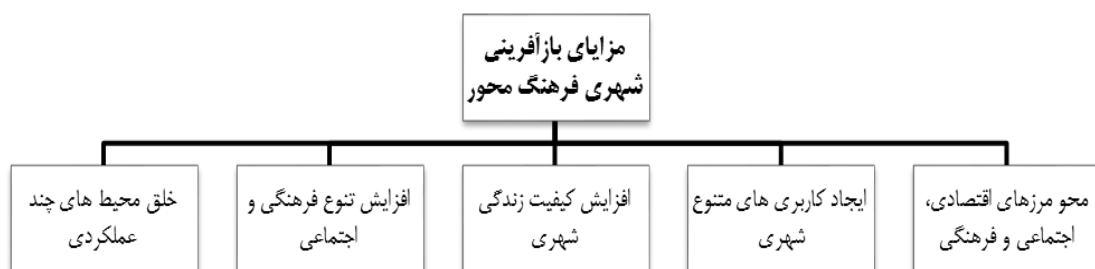 مزایای بازآفرینی
شهری فرهنگ محور
محو مرزهای اقتصادی،
اجتماعی و فرهنگی
ایجاد کاربری های متنوع
شهری
افزایش کیفیت زندگی
شهری
افزایش تنوع فرهنگی و
اجتماعی
خلق محیط های چند
عملکردی